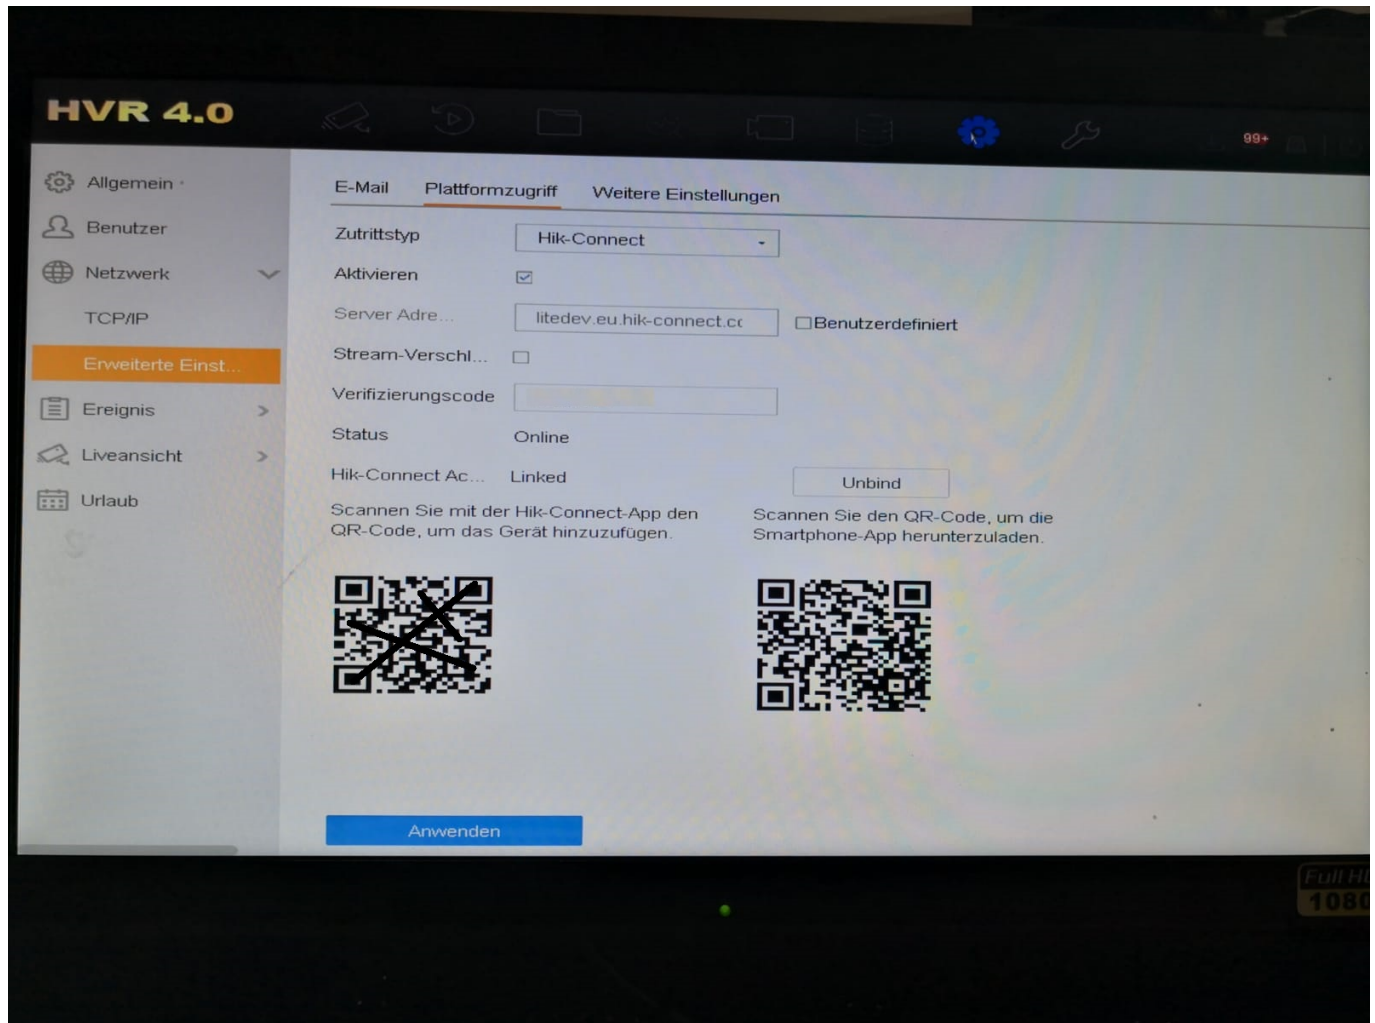 HVR 4.0
99+
Allgemein
Benutzer
Netzwerk
TCP/IP
Erweiterte Einst...
Ereignis
Liveansicht
Urlaub
E-Mail Plattformzugriff Weitere Einstellungen
Zutrittstyp Hik-Connect
Aktivieren
Server Adre... litedev.eu.hik-connect.cc Benutzerdefiniert
Stream-Verschl...
Verifizierungscode
Status Online
Hik-Connect Ac... Linked Unbind
Scannen Sie mit der Hik-Connect-App den
QR-Code, um das Gerät hinzuzufügen.
Scannen Sie den QR-Code, um die
Smartphone-App herunterzuladen.
Anwenden
Full H
1080